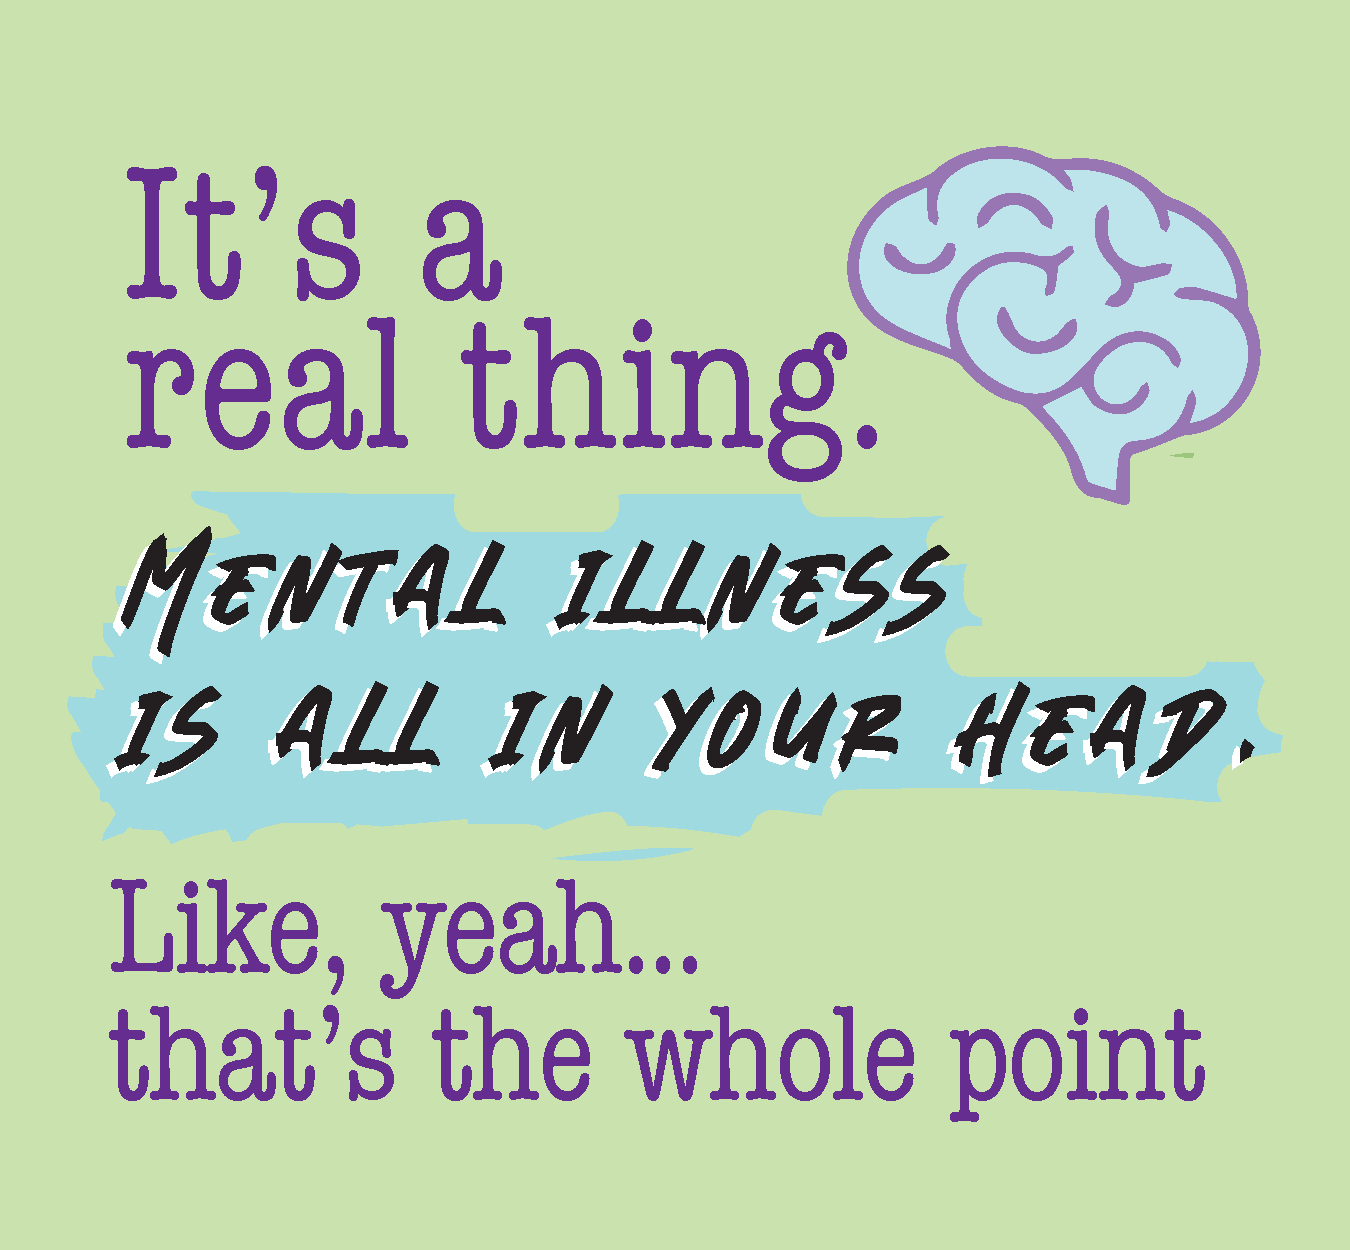 It's a
real thing.
MENTAL ILLNESS
IS ALL IN YOUR HEAD.
Like, yeah...
that's the whole point